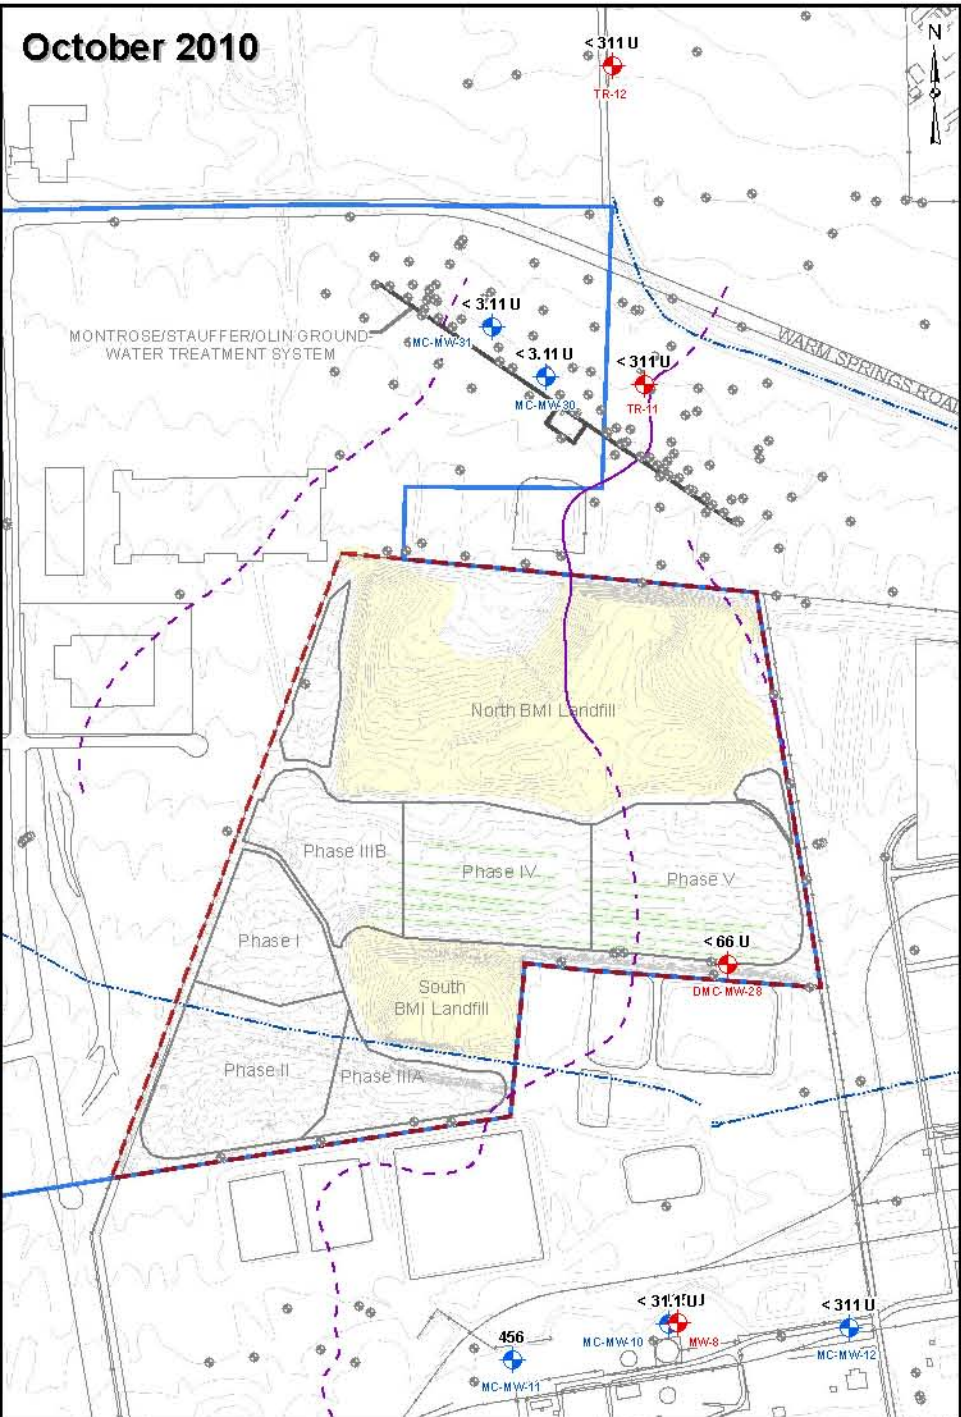 October 2010
N
< 311 U
TR-12
MONTROSE/STAUFFER/OLIN GROUND-
WATER TREATMENT SYSTEM
< 3.11 U
MC-MW-31
< 3.11 U
MC-MW-30
< 311 U
TR-11
WARM SPRINGS ROAD
North BMI Landfill
Phase IIIB
Phase IV
Phase V
Phase I
< 66 U
DMC-MW-28
South
BMI Landfill
Phase II
Phase IIIA
456
MC-MW-11
MC-MW-10
MW-8
< 311 U
MC-MW-12